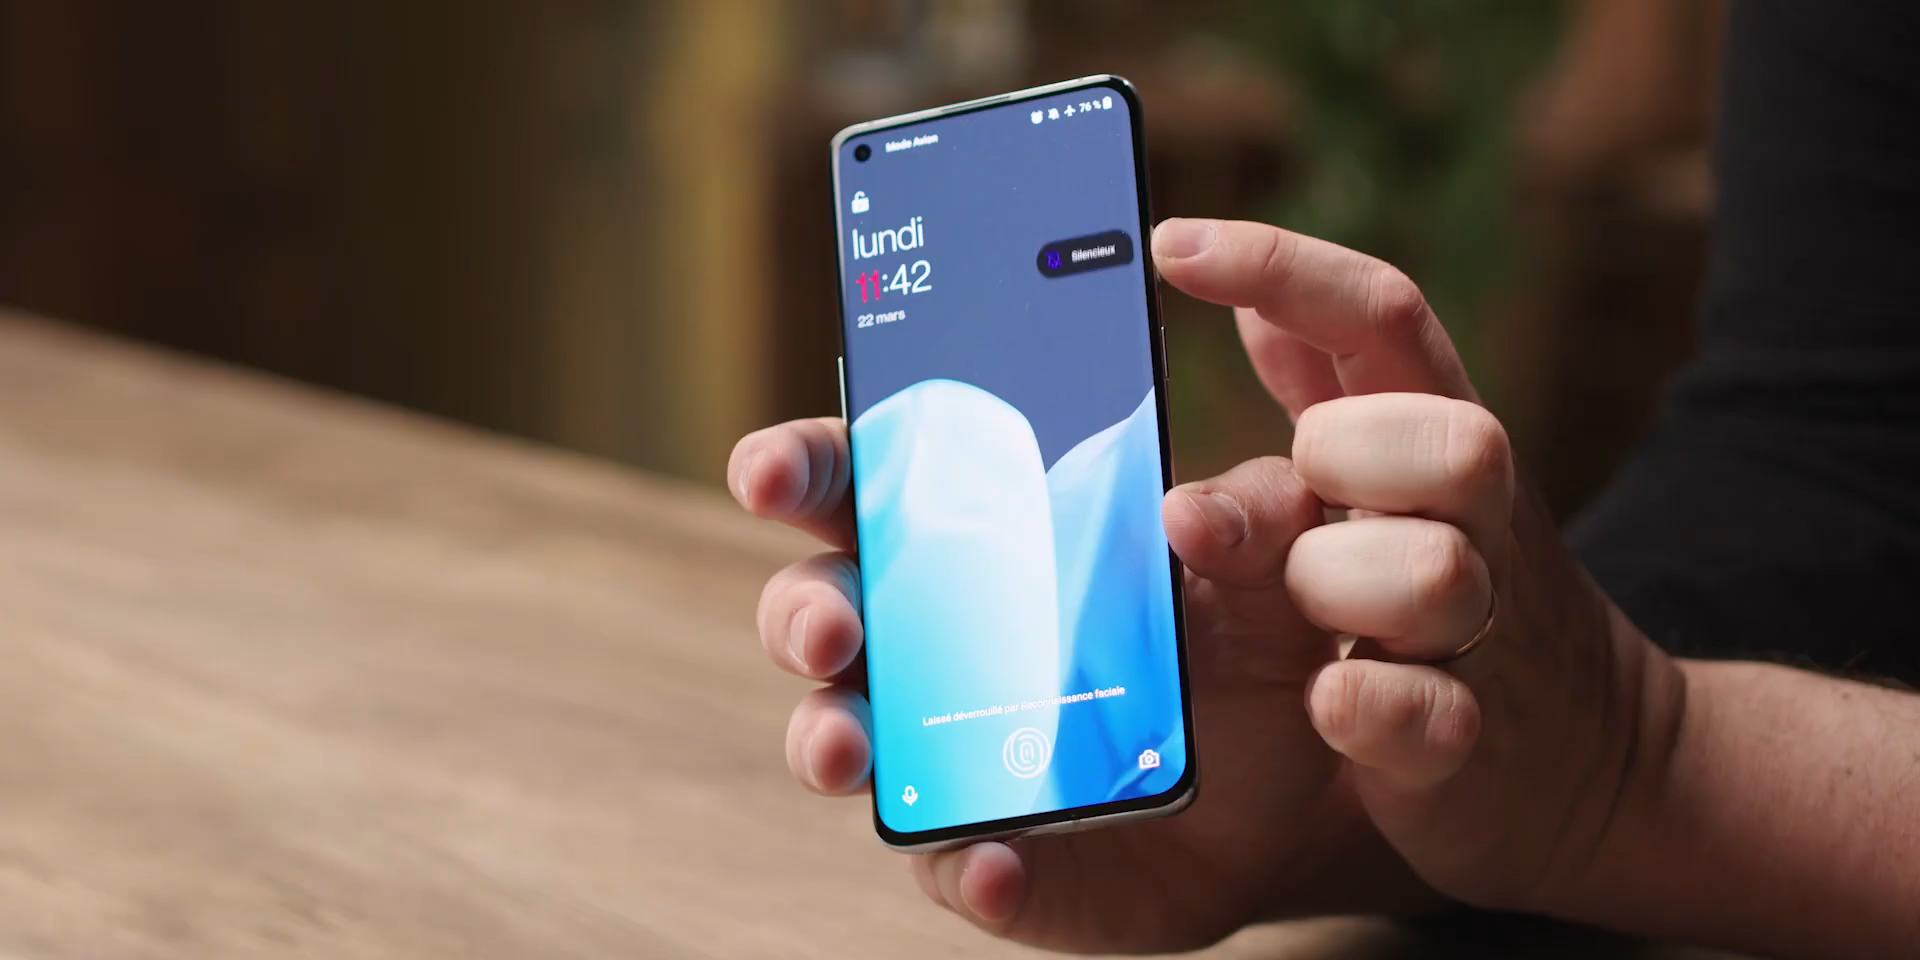 76 %
Mode Avion
lundi
11:42
22 mars
Silencieux
Laissé déverrouillé par Reconnaissance faciale